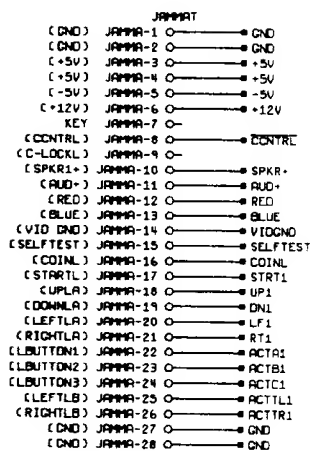 JAMMAT
(GND) JAMMA-1 GND
(GND) JAMMA-2 GND
(+5V) JAMMA-3 +5V
(+5V) JAMMA-4 +5V
(-5V) JAMMA-5 -5V
(+12V) JAMMA-6 +12V
KEY JAMMA-7
(CCNTRL) JAMMA-8 CCNTRL
(C-LOCKL) JAMMA-9
(SPKR1+) JAMMA-10 SPKR+
(AUD+) JAMMA-11 AUD+
(RED) JAMMA-12 RED
(BLUE) JAMMA-13 BLUE
(VID GND) JAMMA-14 VIDGND
(SELFTEST) JAMMA-15 SELFTEST
(COINL) JAMMA-16 COINL
(STARTL) JAMMA-17 STRT1
(UPLA) JAMMA-18 UP1
(DOWNLA) JAMMA-19 DN1
(LEFTLA) JAMMA-20 LF1
(RIGHTLA) JAMMA-21 RT1
(LBUTTON1) JAMMA-22 ACTA1
(LBUTTON2) JAMMA-23 ACTB1
(LBUTTON3) JAMMA-24 ACTC1
(LEFTLB) JAMMA-25 ACTTL1
(RIGHTLB) JAMMA-26 ACTTR1
(GND) JAMMA-27 GND
(GND) JAMMA-28 GND